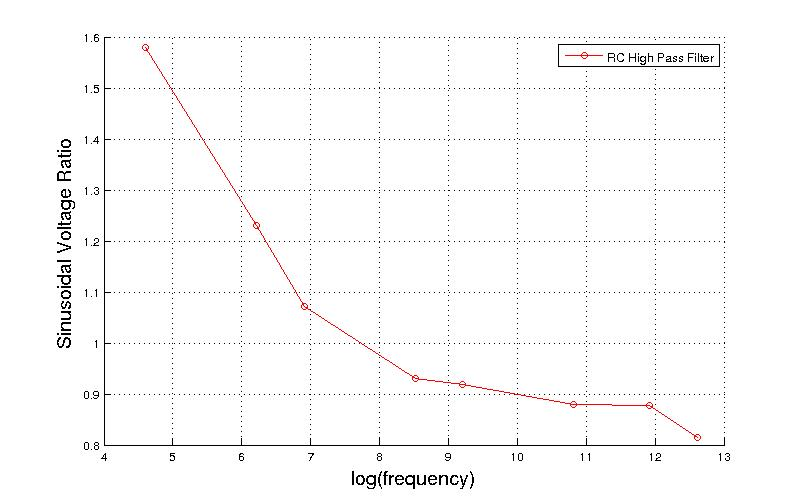 RC High Pass Filter
Sinusoidal Voltage Ratio
1.6
1.5
1.4
1.3
1.2
1.1
1
0.9
0.8
4 5 6 7 8 9 10 11 12 13
log(frequency)